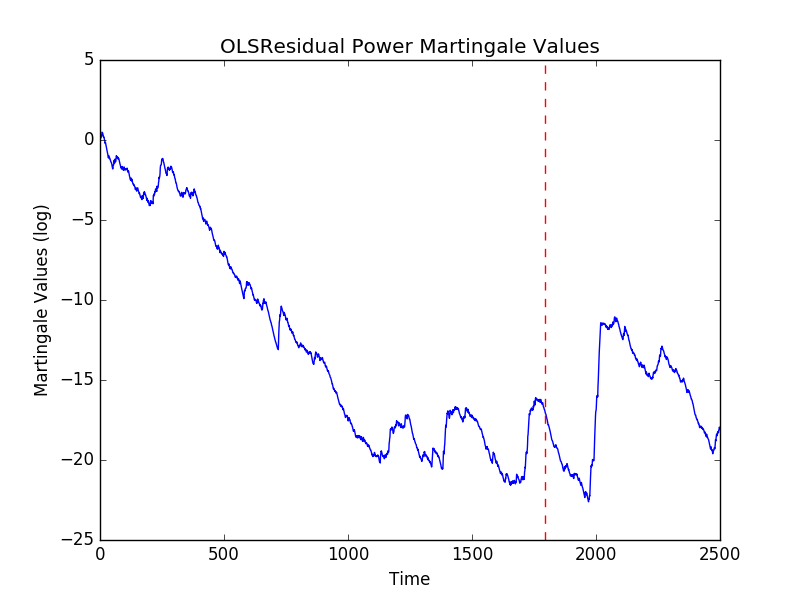 OLSResidual Power Martingale Values
5
0
−5
−10
−15
−20
−25
Martingale Values (log)
0 500 1000 1500 2000 2500
Time